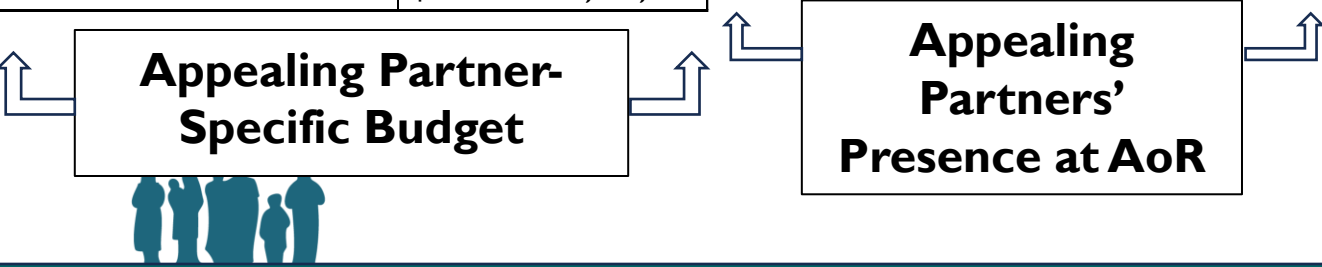 Appealing Partner-
Specific Budget
Appealing
Partners’
Presence at AoR